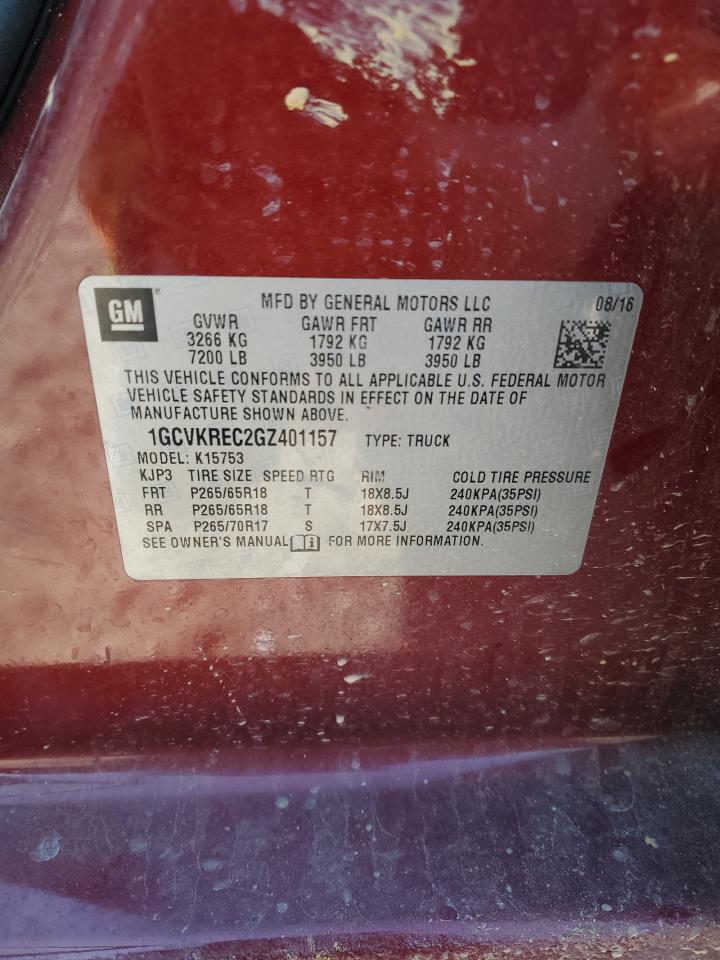 GM MFD BY GENERAL MOTORS LLC 08/16
GVWR GAWR FRT GAWR RR
3266 KG 1792 KG 1792 KG
7200 LB 3950 LB 3950 LB
THIS VEHICLE CONFORMS TO ALL APPLICABLE U.S. FEDERAL MOTOR
VEHICLE SAFETY STANDARDS IN EFFECT ON THE DATE OF
MANUFACTURE SHOWN ABOVE.
1GCVKREC2GZ401157 TYPE: TRUCK
MODEL: K15753
KJP3 TIRE SIZE SPEED RTG RIM COLD TIRE PRESSURE
FRT P265/65R18 T 18X8.5J 240KPA(35PSI)
RR P265/65R18 T 18X8.5J 240KPA(35PSI)
SPA P265/70R17 S 17X7.5J 240KPA(35PSI)
SEE OWNER'S MANUAL i FOR MORE INFORMATION.